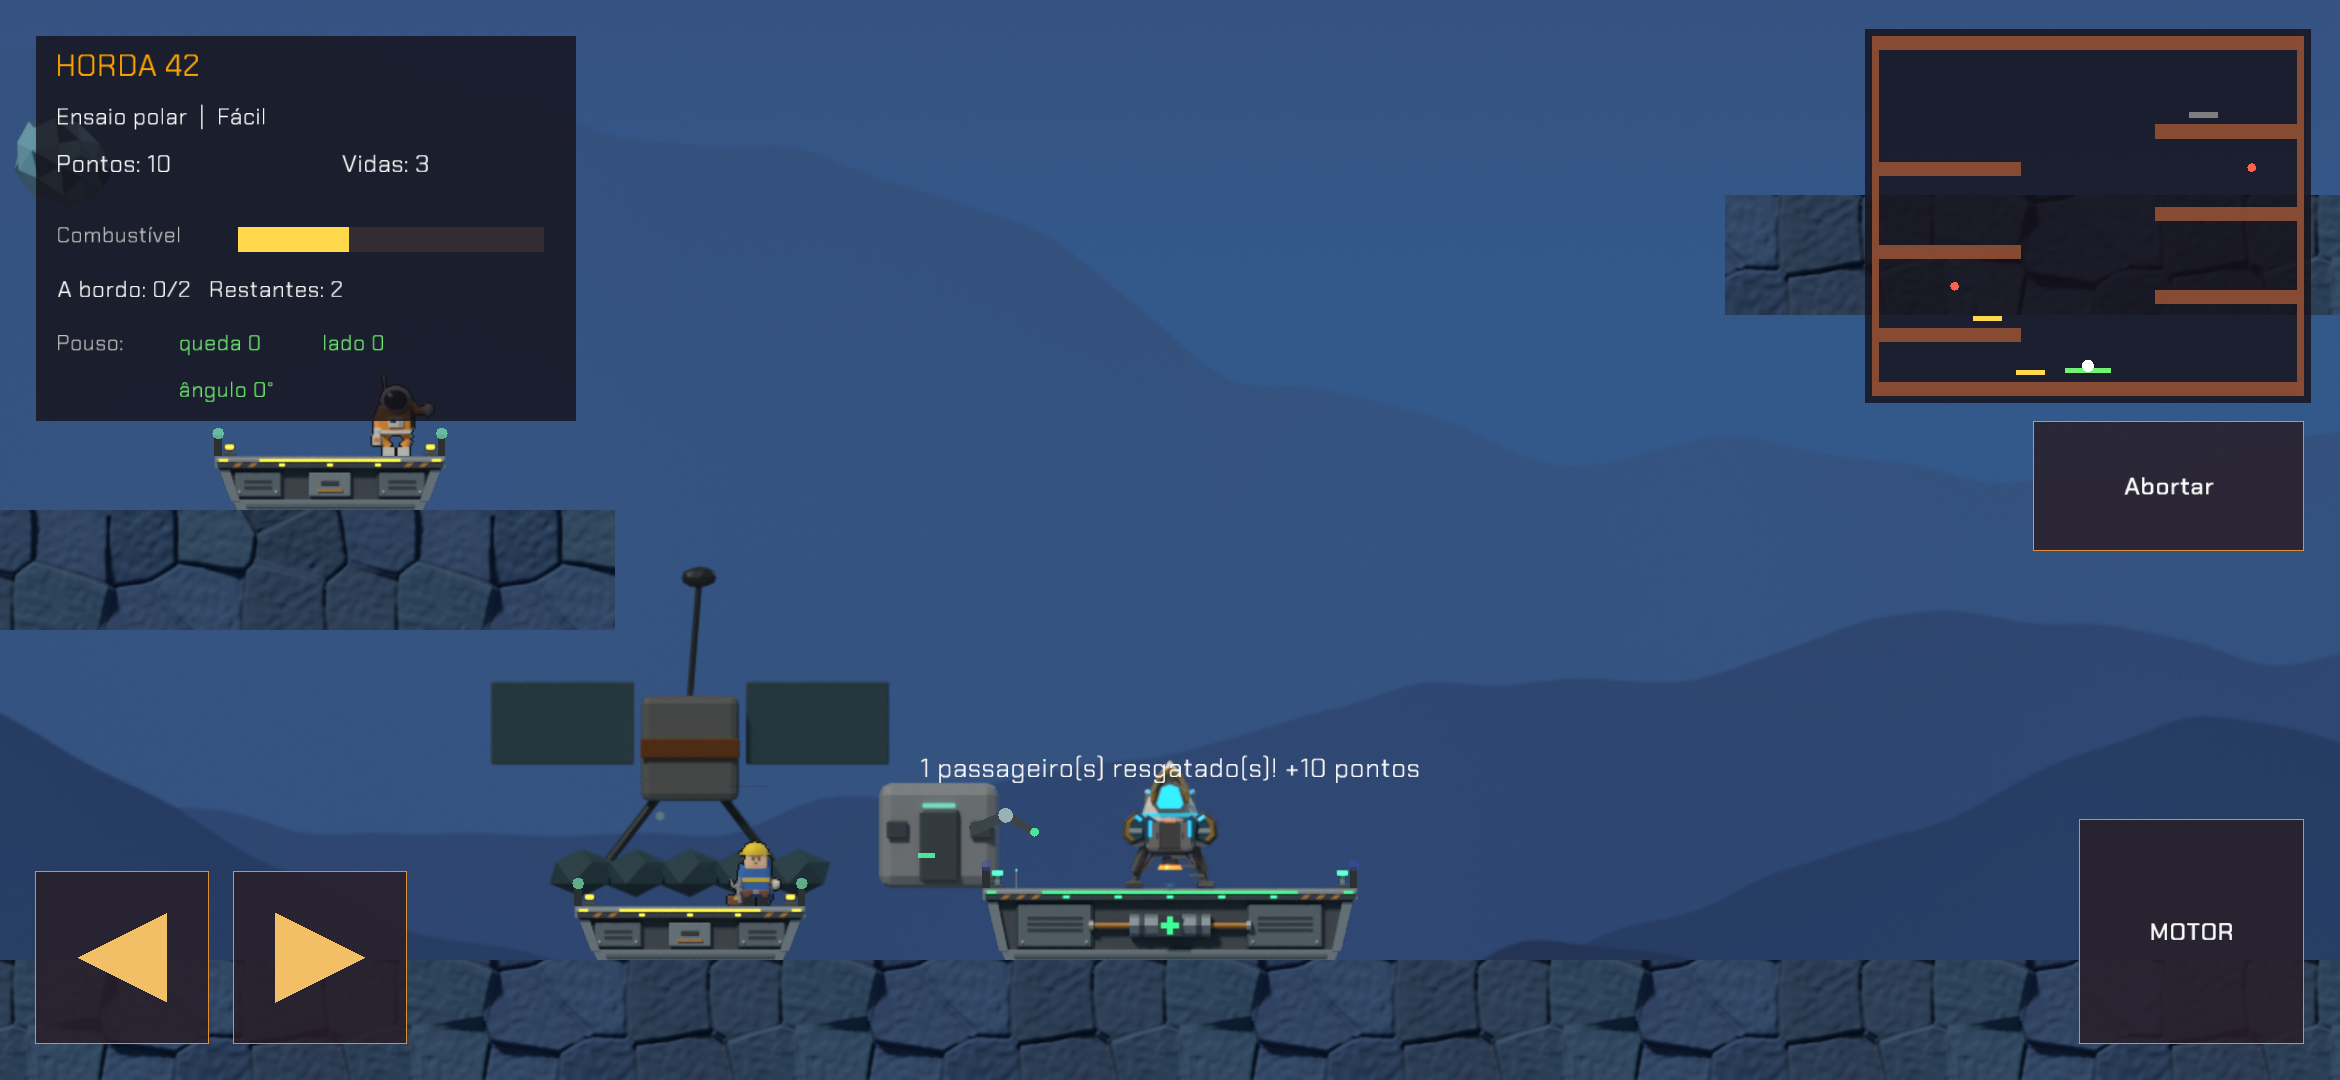 HORDA 42
Ensaio polar | Fácil
Pontos: 10 Vidas: 3
Combustível
A bordo: 0/2 Restantes: 2
Pouso: queda 0 lado 0
ângulo 0°
Abortar
1 passageiro(s) resgatado(s)! +10 pontos
MOTOR